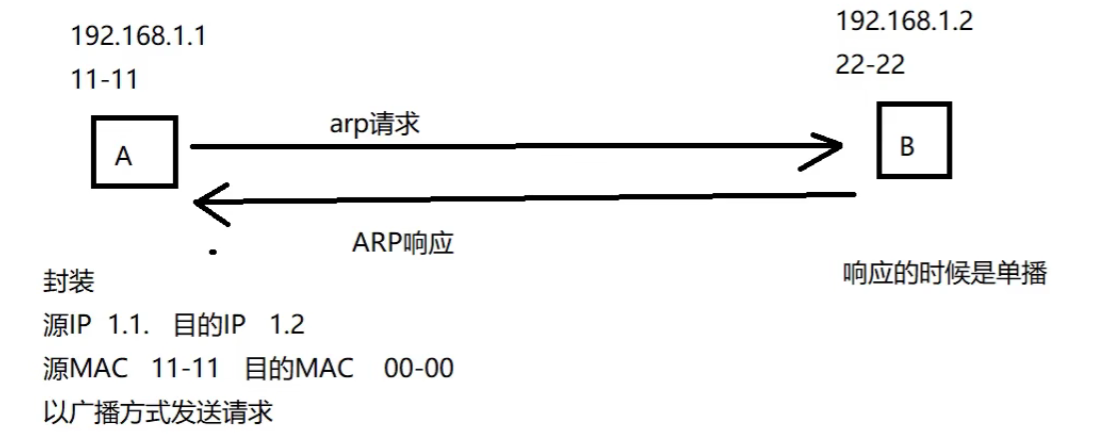 192.168.1.1
11-11
A
192.168.1.2
22-22
B
arp请求
ARP响应
封装
源IP 1.1. 目的IP 1.2
源MAC 11-11 目的MAC 00-00
以广播方式发送请求
响应的时候是单播